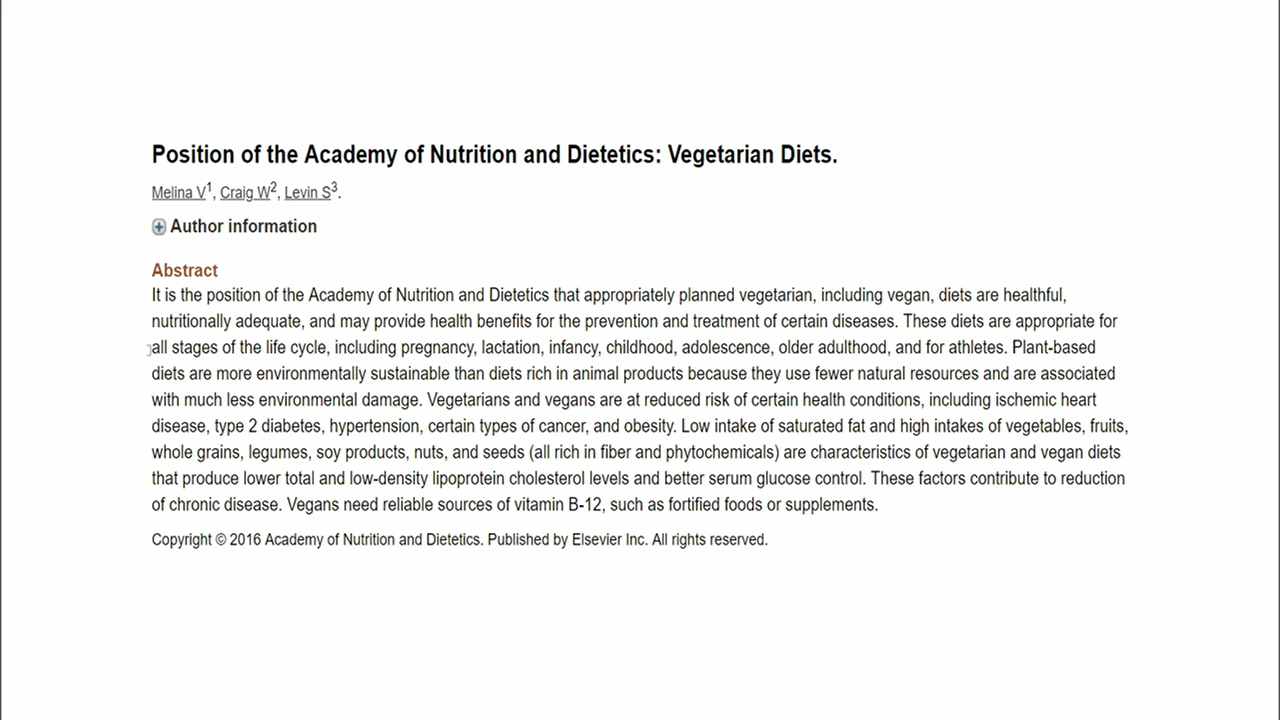 Position of the Academy of Nutrition and Dietetics: Vegetarian Diets.
Melina V1, Craig W2, Levin S3.
Author information
Abstract
It is the position of the Academy of Nutrition and Dietetics that appropriately planned vegetarian, including vegan, diets are healthful,
nutritionally adequate, and may provide health benefits for the prevention and treatment of certain diseases. These diets are appropriate for
all stages of the life cycle, including pregnancy, lactation, infancy, childhood, adolescence, older adulthood, and for athletes. Plant-based
diets are more environmentally sustainable than diets rich in animal products because they use fewer natural resources and are associated
with much less environmental damage. Vegetarians and vegans are at reduced risk of certain health conditions, including ischemic heart
disease, type 2 diabetes, hypertension, certain types of cancer, and obesity. Low intake of saturated fat and high intakes of vegetables, fruits,
whole grains, legumes, soy products, nuts, and seeds (all rich in fiber and phytochemicals) are characteristics of vegetarian and vegan diets
that produce lower total and low-density lipoprotein cholesterol levels and better serum glucose control. These factors contribute to reduction
of chronic disease. Vegans need reliable sources of vitamin B-12, such as fortified foods or supplements.
Copyright © 2016 Academy of Nutrition and Dietetics. Published by Elsevier Inc. All rights reserved.